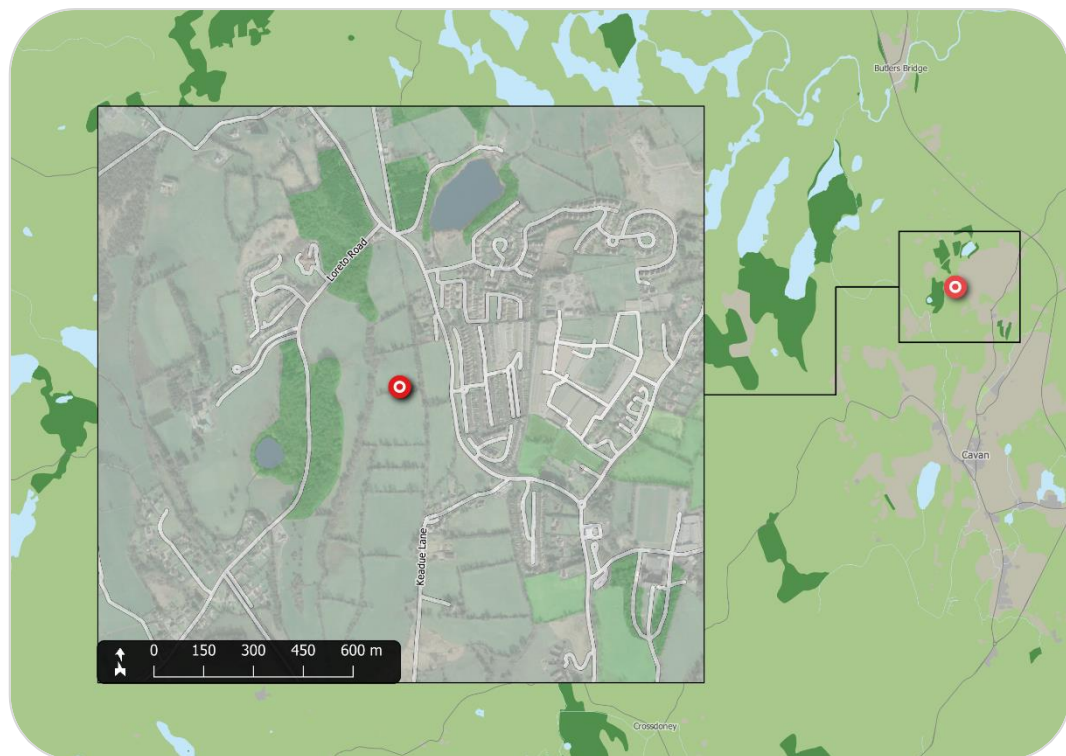 Butlers Bridge
Loreto Road
Cavan
Keadue Lane
0 150 300 450 600 m
Crossdoney